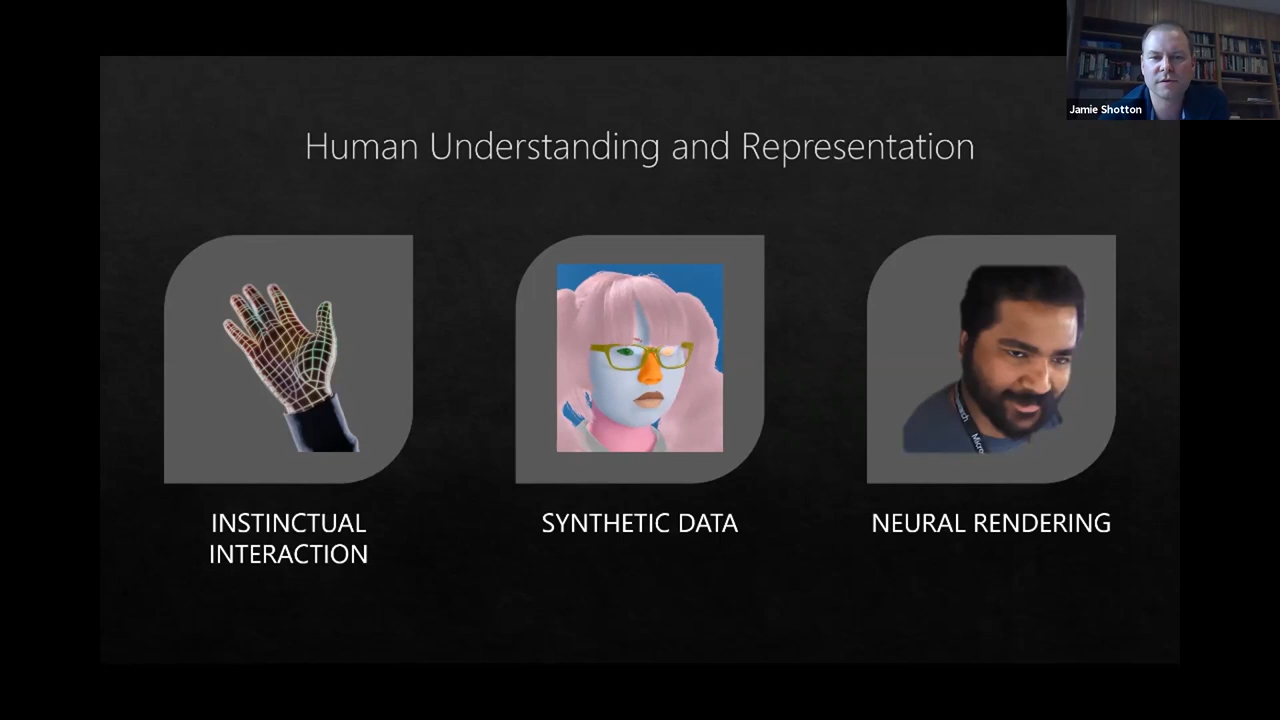 Jamie Shotton
Human Understanding and Representation
INSTINCTUAL
INTERACTION
SYNTHETIC DATA
NEURAL RENDERING